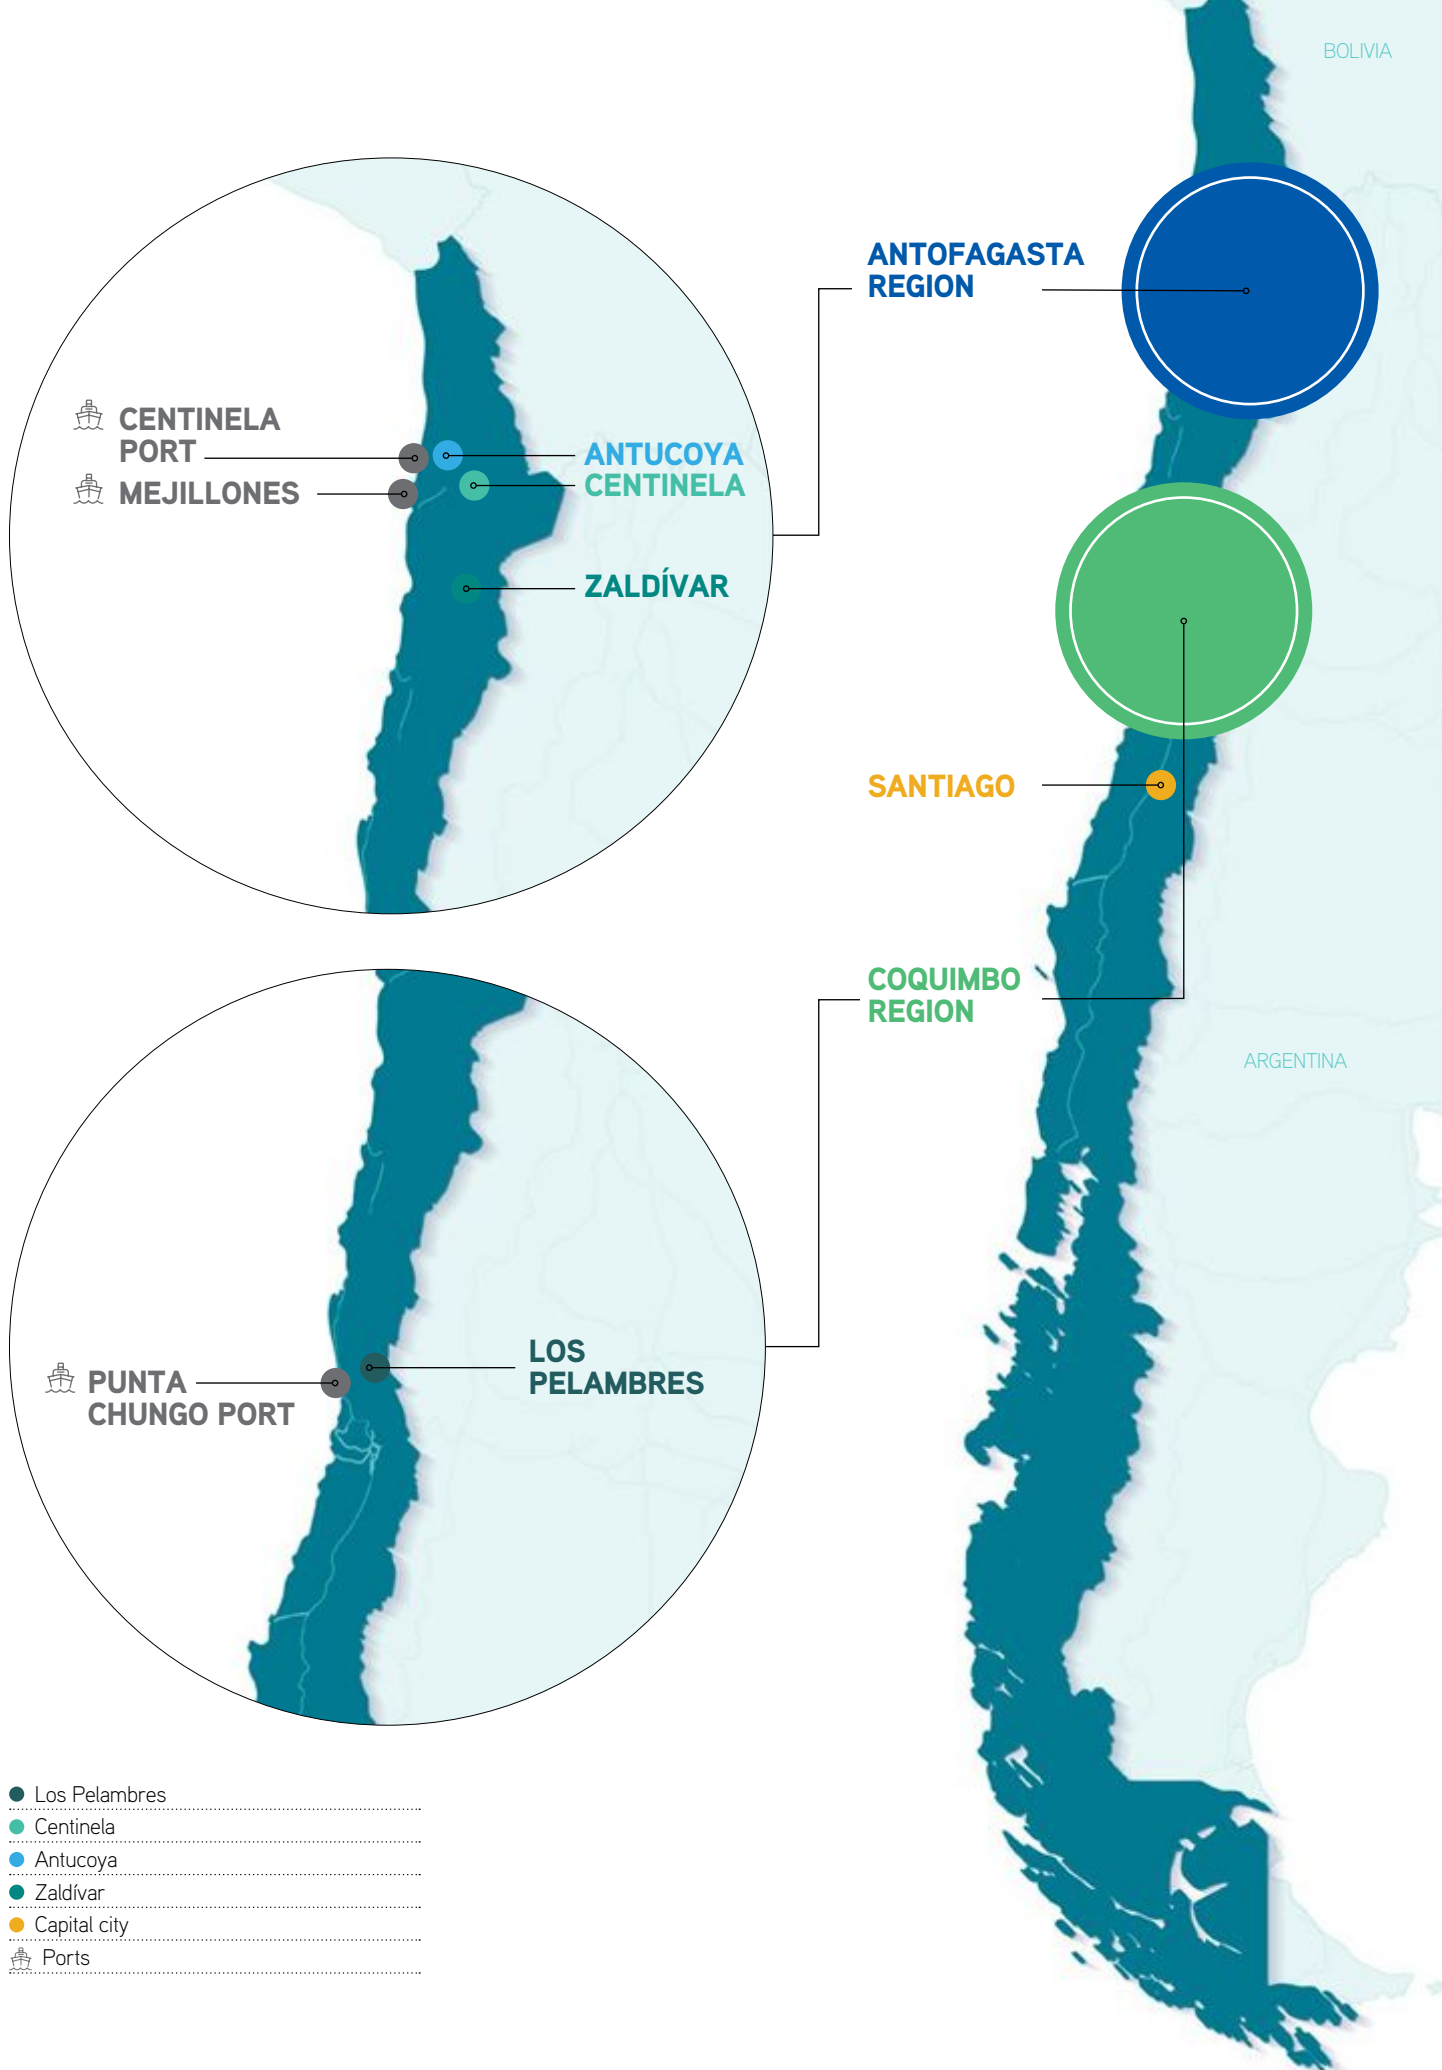 BOLIVIA
ANTOFAGASTA
REGION
CENTINELA
PORT
MEJILLONES
ANTUCOYA
CENTINELA
ZALDÍVAR
SANTIAGO
COQUIMBO
REGION
ARGENTINA
LOS
PELAMBRES
PUNTA
CHUNGO PORT
Los Pelambres
Centinela
Antucoya
Zaldívar
Capital city
Ports